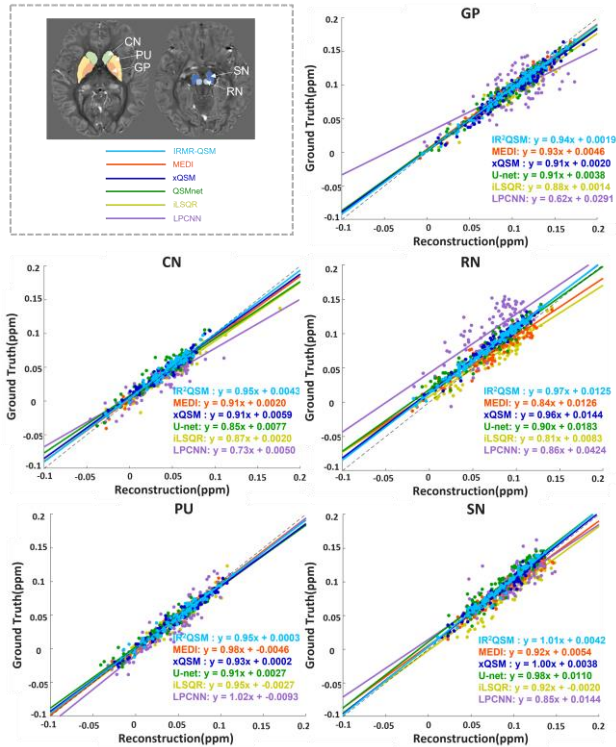 CN
PU
GP
SN
RN
IRMR-QSM
MEDI
xQSM
QSMnet
iLSQR
LPCNN
GP
Ground Truth(ppm)
0.2
0.15
0.1
0.05
0
-0.05
-0.1
IR²QSM: y = 0.94x + 0.0019
MEDI: y = 0.93x + 0.0046
xQSM: y = 0.91x + 0.0020
U-net: y = 0.91x + 0.0038
iLSQR: y = 0.88x + 0.0014
LPCNN: y = 0.62x + 0.0291
-0.1 -0.05 0 0.05 0.1 0.15 0.2
Reconstruction(ppm)
CN
Ground Truth(ppm)
0.2
0.15
0.1
0.05
0
-0.05
-0.1
IR²QSM : y = 0.95x + 0.0043
MEDI: y = 0.91x + 0.0020
xQSM : y = 0.91x + 0.0059
U-net: y = 0.85x + 0.0077
iLSQR: y = 0.87x + 0.0020
LPCNN: y = 0.73x + 0.0050
-0.1 -0.05 0 0.05 0.1 0.15 0.2
Reconstruction(ppm)
RN
Ground Truth(ppm)
0.2
0.15
0.1
0.05
0
-0.05
-0.1
IR²QSM : y = 0.97x + 0.0125
MEDI: y = 0.84x + 0.0126
xQSM : y = 0.96x + 0.0144
U-net: y = 0.90x + 0.0183
iLSQR: y = 0.81x + 0.0083
LPCNN: y = 0.86x + 0.0424
-0.1 -0.05 0 0.05 0.1 0.15 0.2
Reconstruction(ppm)
PU
Ground Truth(ppm)
0.2
0.15
0.1
0.05
0
-0.05
-0.1
IR²QSM : y = 0.95x + 0.0003
MEDI: y = 0.98x + -0.0046
xQSM : y = 0.93x + 0.0002
U-net: y = 0.91x + 0.0027
iLSQR: y = 0.95x + -0.0027
LPCNN: y = 1.02x + -0.0093
-0.1 -0.05 0 0.05 0.1 0.15 0.2
Reconstruction(ppm)
SN
Ground Truth(ppm)
0.2
0.15
0.1
0.05
0
-0.05
-0.1
IR²QSM : y = 1.01x + 0.0042
MEDI: y = 0.92x + 0.0054
xQSM : y = 1.00x + 0.0038
U-net: y = 0.98x + 0.0110
iLSQR: y = 0.92x + -0.0020
LPCNN: y = 0.85x + 0.0144
-0.1 -0.05 0 0.05 0.1 0.15 0.2
Reconstruction(ppm)